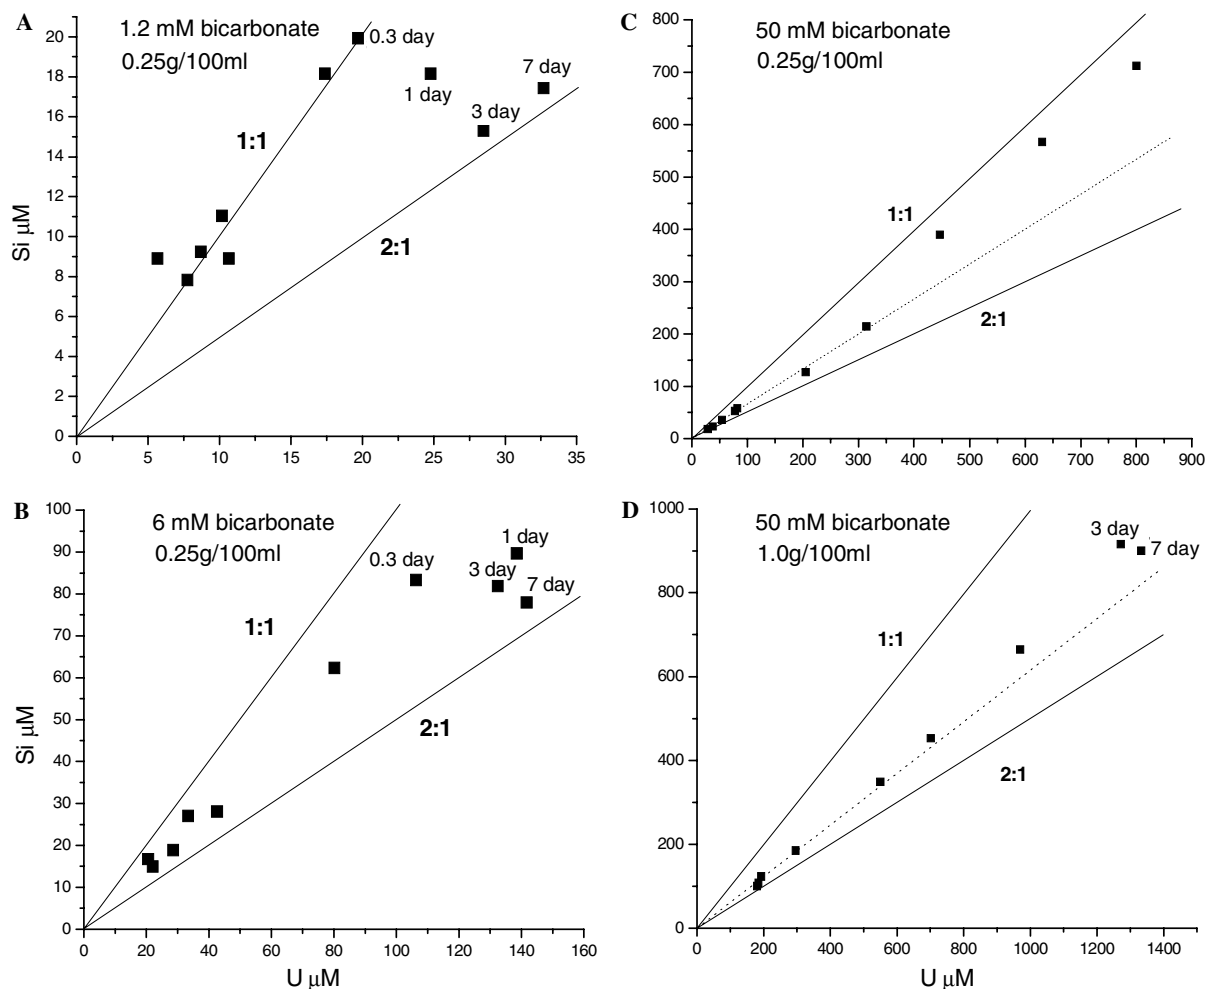 A
1.2 mM bicarbonate
0.25g/100ml
20
18
16
14
12
10
8
6
4
2
0
Si µM
0.3 day
1 day
3 day
7 day
1:1
2:1
0 5 10 15 20 25 30 35
C
50 mM bicarbonate
0.25g/100ml
800
700
600
500
400
300
200
100
0
1:1
2:1
0 100 200 300 400 500 600 700 800 900
B
6 mM bicarbonate
0.25g/100ml
100
90
80
70
60
50
40
30
20
10
0
Si µM
0.3 day
1 day
3 day
7 day
1:1
2:1
0 20 40 60 80 100 120 140 160
U µM
D
50 mM bicarbonate
1.0g/100ml
1000
800
600
400
200
0
3 day
7 day
1:1
2:1
0 200 400 600 800 1000 1200 1400
U µM